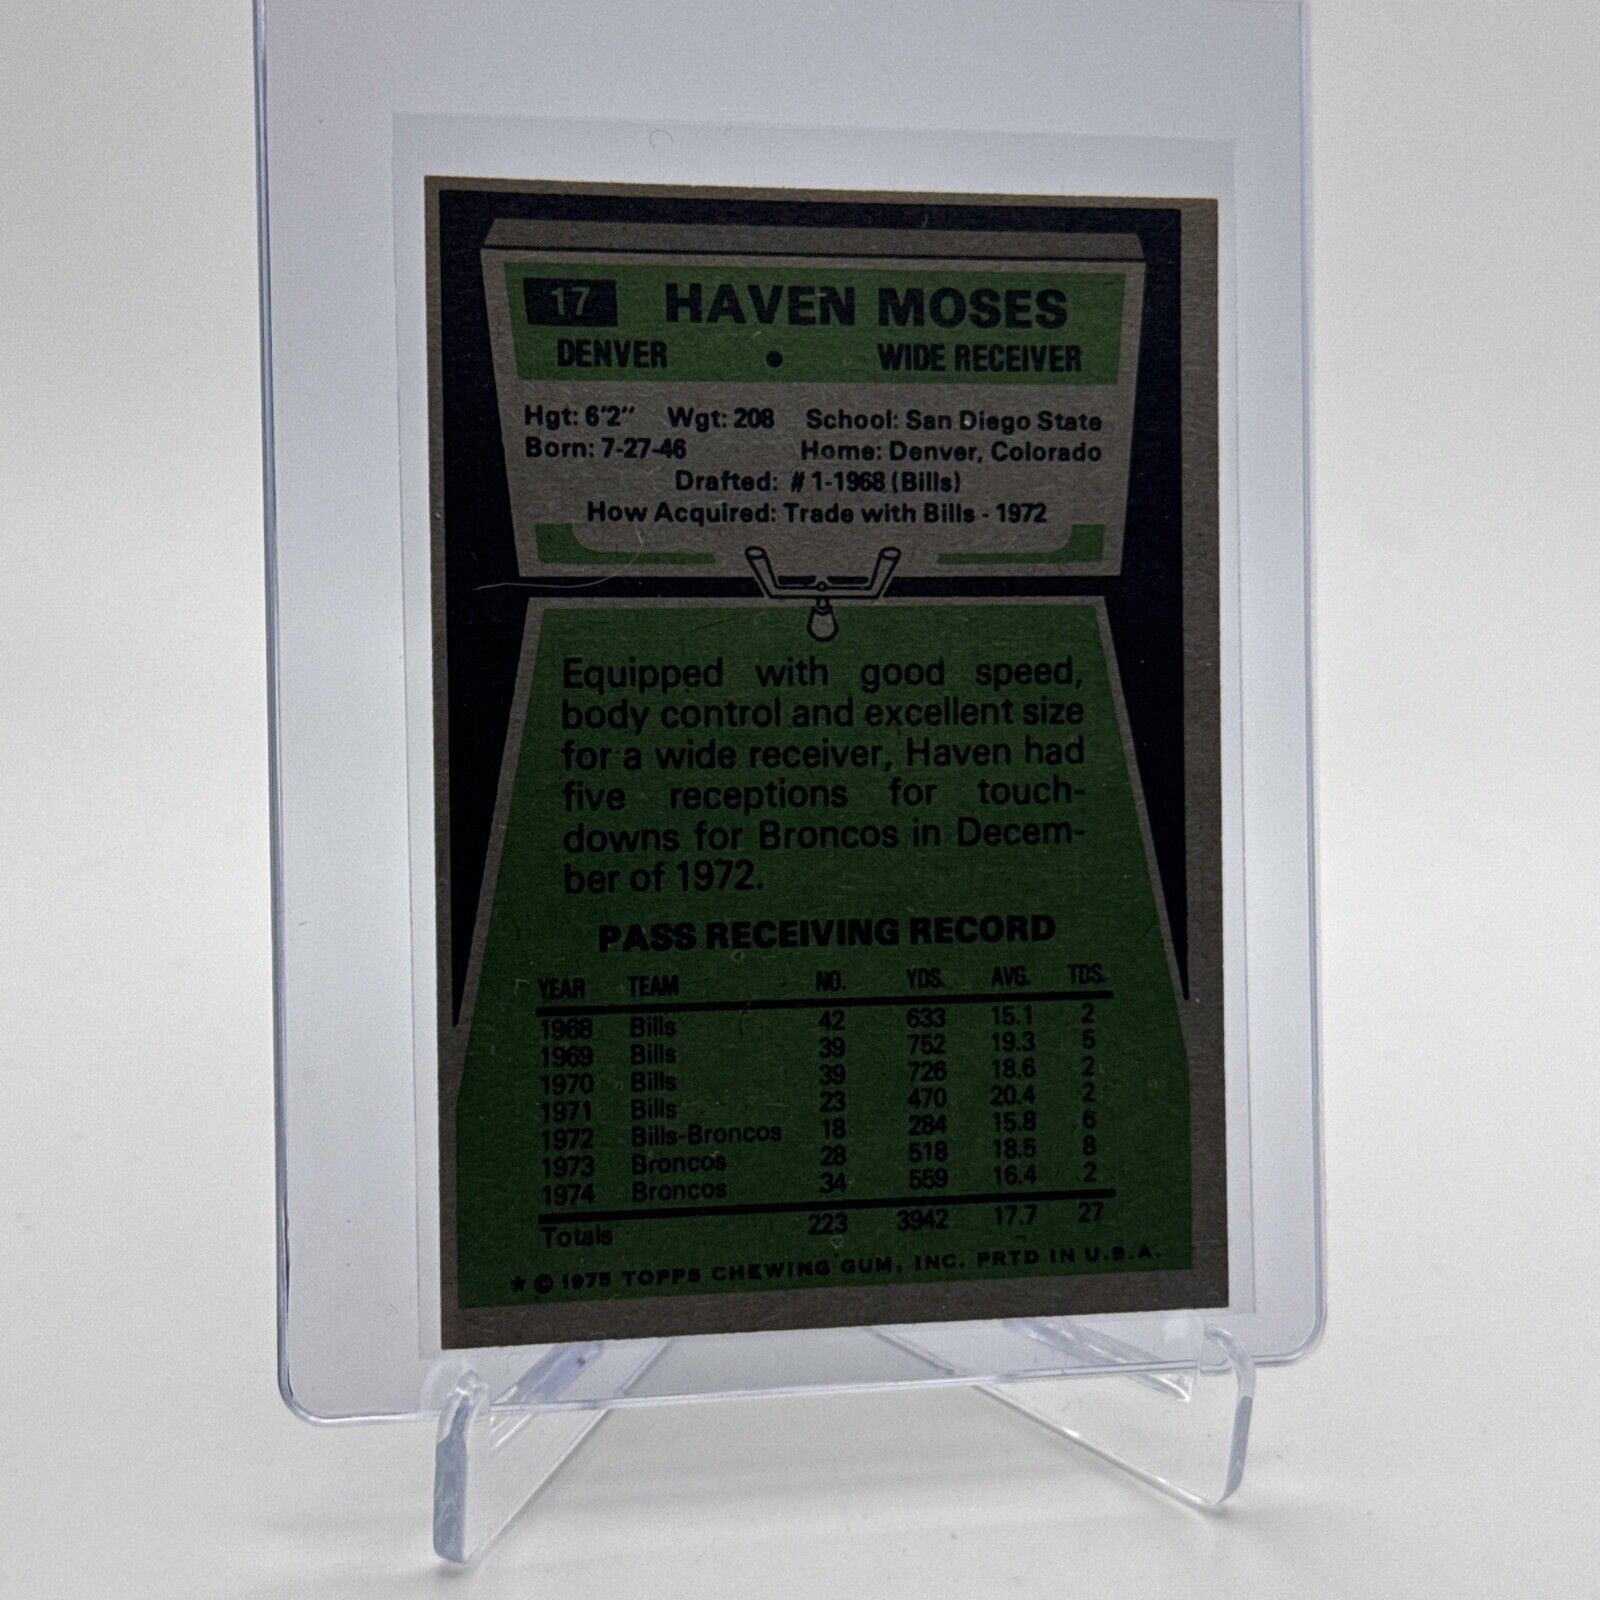 17 HAVEN MOSES
DENVER • WIDE RECEIVER
Hgt: 6'2" Wgt: 208 School: San Diego State
Born: 7-27-46 Home: Denver, Colorado
Drafted: #1-1968 (Bills)
How Acquired: Trade with Bills - 1972
Equipped with good speed,
body control and excellent size
for a wide receiver, Haven had
five receptions for touch-
downs for Broncos in Decem-
ber of 1972.
PASS RECEIVING RECORD
YEAR TEAM NO. YDS. AVG. TDS.
1968 Bills 42 633 15.1 2
1969 Bills 39 752 19.3 5
1970 Bills 39 726 18.6 2
1971 Bills 23 470 20.4 2
1972 Bills-Broncos 18 284 15.8 6
1973 Broncos 28 518 18.5 8
1974 Broncos 34 559 16.4 2
Totals 223 3942 17.7 27
* © 1975 TOPPS CHEWING GUM, INC. PRTD IN U.S.A.